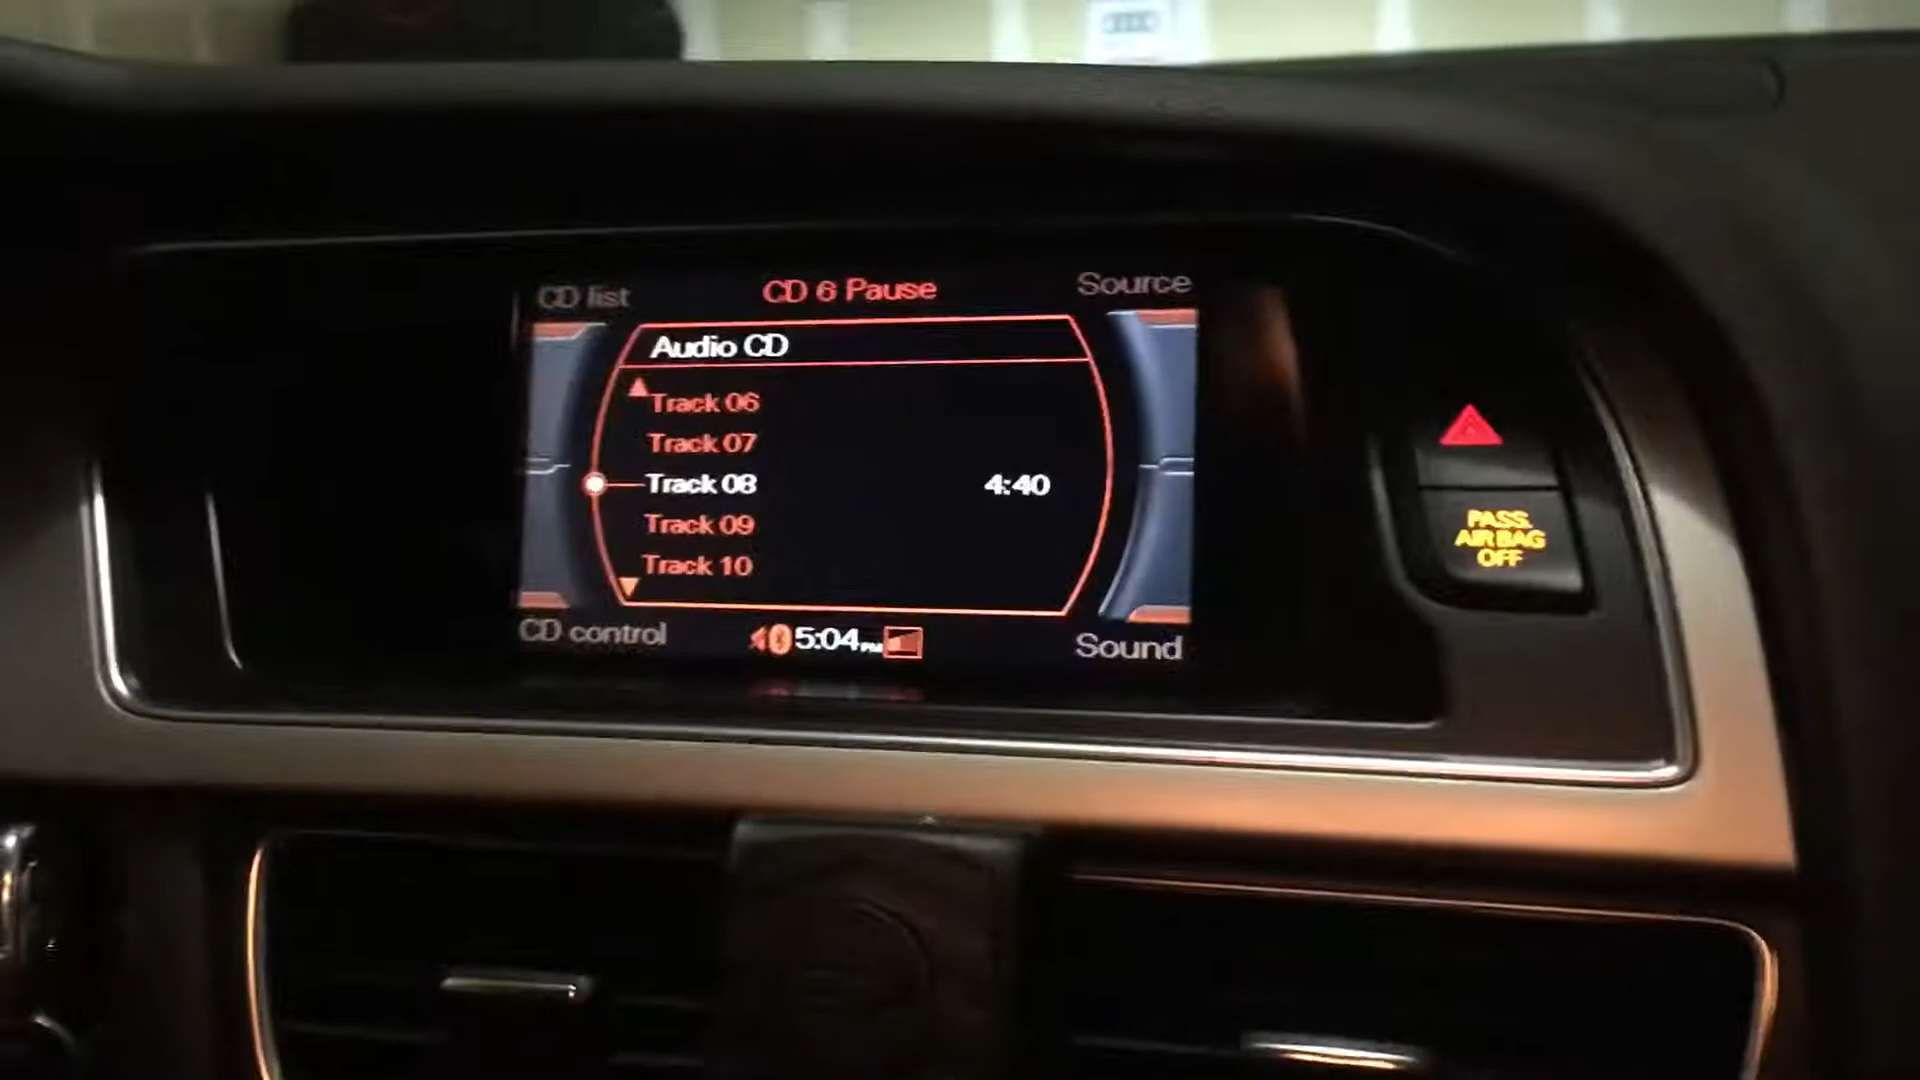 CD list
CD 6 Pause
Source
Audio CD
Track 06
Track 07
Track 08 4:40
Track 09
Track 10
CD control
5:04 PM
Sound
PASS.
AIR BAG
OFF